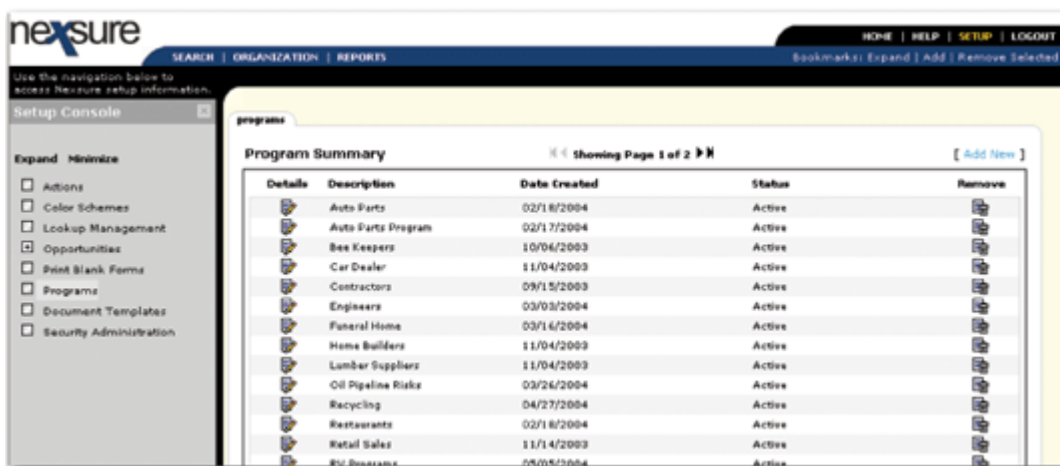 nexsure
HOME | HELP | SETUP | LOGOUT
SEARCH | ORGANIZATION | REPORTS
Bookmarks: Expand | Add | Remove Selected
Use the navigation below to
access Nexsure setup information.
Setup Console
Expand Minimize
Actions
Color Schemes
Lookup Management
Opportunities
Print Blank Forms
Programs
Document Templates
Security Administration
programs
Program Summary Showing Page 1 of 2 [ Add New ]
Details Description Date Created Status Remove
Auto Parts 02/18/2004 Active
Auto Parts Program 02/17/2004 Active
Bee Keepers 10/06/2003 Active
Car Dealer 11/04/2003 Active
Contractors 09/15/2003 Active
Engineers 03/03/2004 Active
Funeral Home 03/16/2004 Active
Home Builders 11/04/2003 Active
Lumber Suppliers 11/04/2003 Active
Oil Pipeline Risks 03/26/2004 Active
Recycling 04/27/2004 Active
Restaurants 02/18/2004 Active
Retail Sales 11/14/2003 Active
RV Programs 05/05/2004 Active